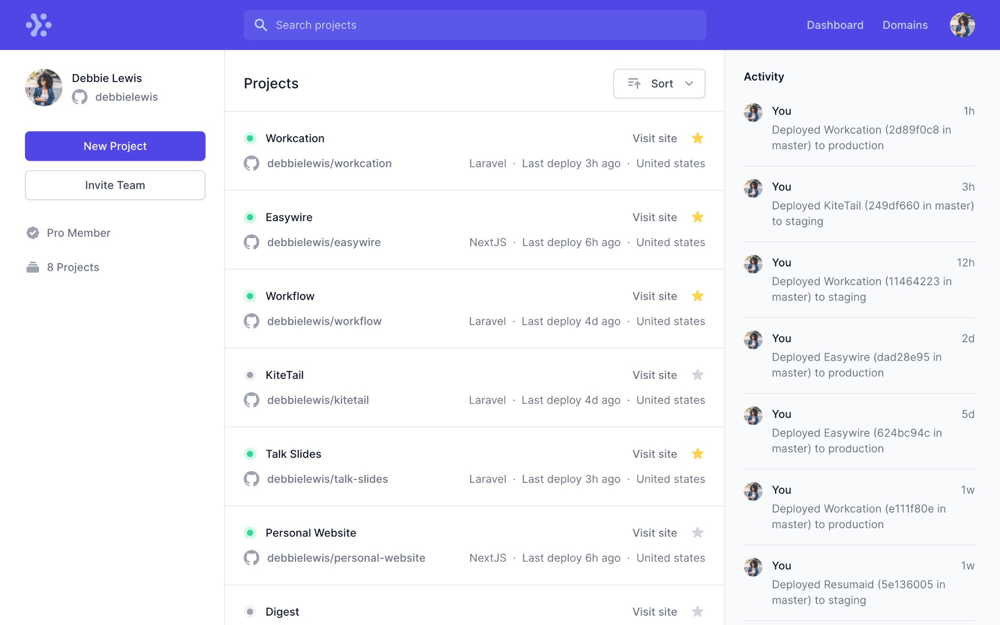 Search projects
Dashboard
Domains
Debbie Lewis
debbielewis
New Project
Invite Team
Pro Member
8 Projects
Projects
Sort
Workcation
Visit site
debbielewis/workcation
Laravel · Last deploy 3h ago · United states
Easywire
Visit site
debbielewis/easywire
NextJS · Last deploy 6h ago · United states
Workflow
Visit site
debbielewis/workflow
Laravel · Last deploy 4d ago · United states
KiteTail
Visit site
debbielewis/kitetail
Laravel · Last deploy 4d ago · United states
Talk Slides
Visit site
debbielewis/talk-slides
Laravel · Last deploy 3h ago · United states
Personal Website
Visit site
debbielewis/personal-website
NextJS · Last deploy 6h ago · United states
Digest
Visit site
Activity
You
1h
Deployed Workcation (2d89f0c8 in
master) to production
You
3h
Deployed KiteTail (249df660 in master)
to staging
You
12h
Deployed Workcation (11464223 in
master) to staging
You
2d
Deployed Easywire (dad28e95 in
master) to production
You
5d
Deployed Easywire (624bc94c in
master) to production
You
1w
Deployed Workcation (e111f80e in
master) to production
You
1w
Deployed Resumaid (5e136005 in
master) to staging